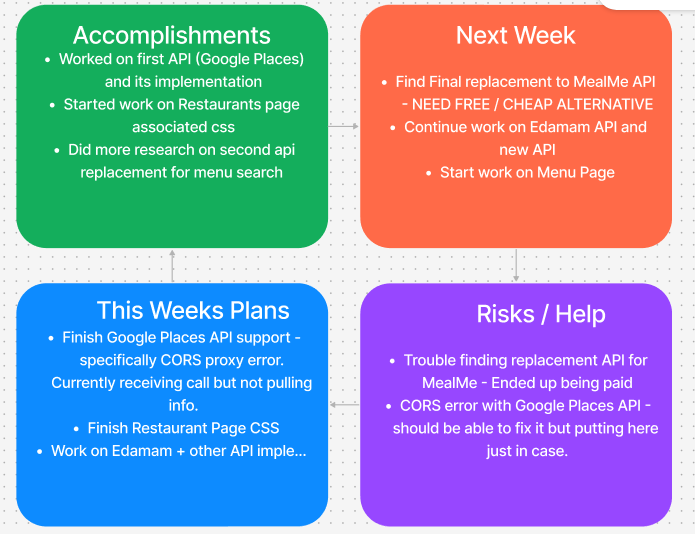 Accomplishments
• Worked on first API (Google Places)
and its implementation
• Started work on Restaurants page
associated css
• Did more research on second api
replacement for menu search
Next Week
• Find Final replacement to MealMe API
- NEED FREE / CHEAP ALTERNATIVE
• Continue work on Edamam API and
new API
• Start work on Menu Page
This Weeks Plans
• Finish Google Places API support -
specifically CORS proxy error.
Currently receiving call but not pulling
info.
• Finish Restaurant Page CSS
• Work on Edamam + other API imple...
Risks / Help
• Trouble finding replacement API for
MealMe - Ended up being paid
• CORS error with Google Places API -
should be able to fix it but putting here
just in case.